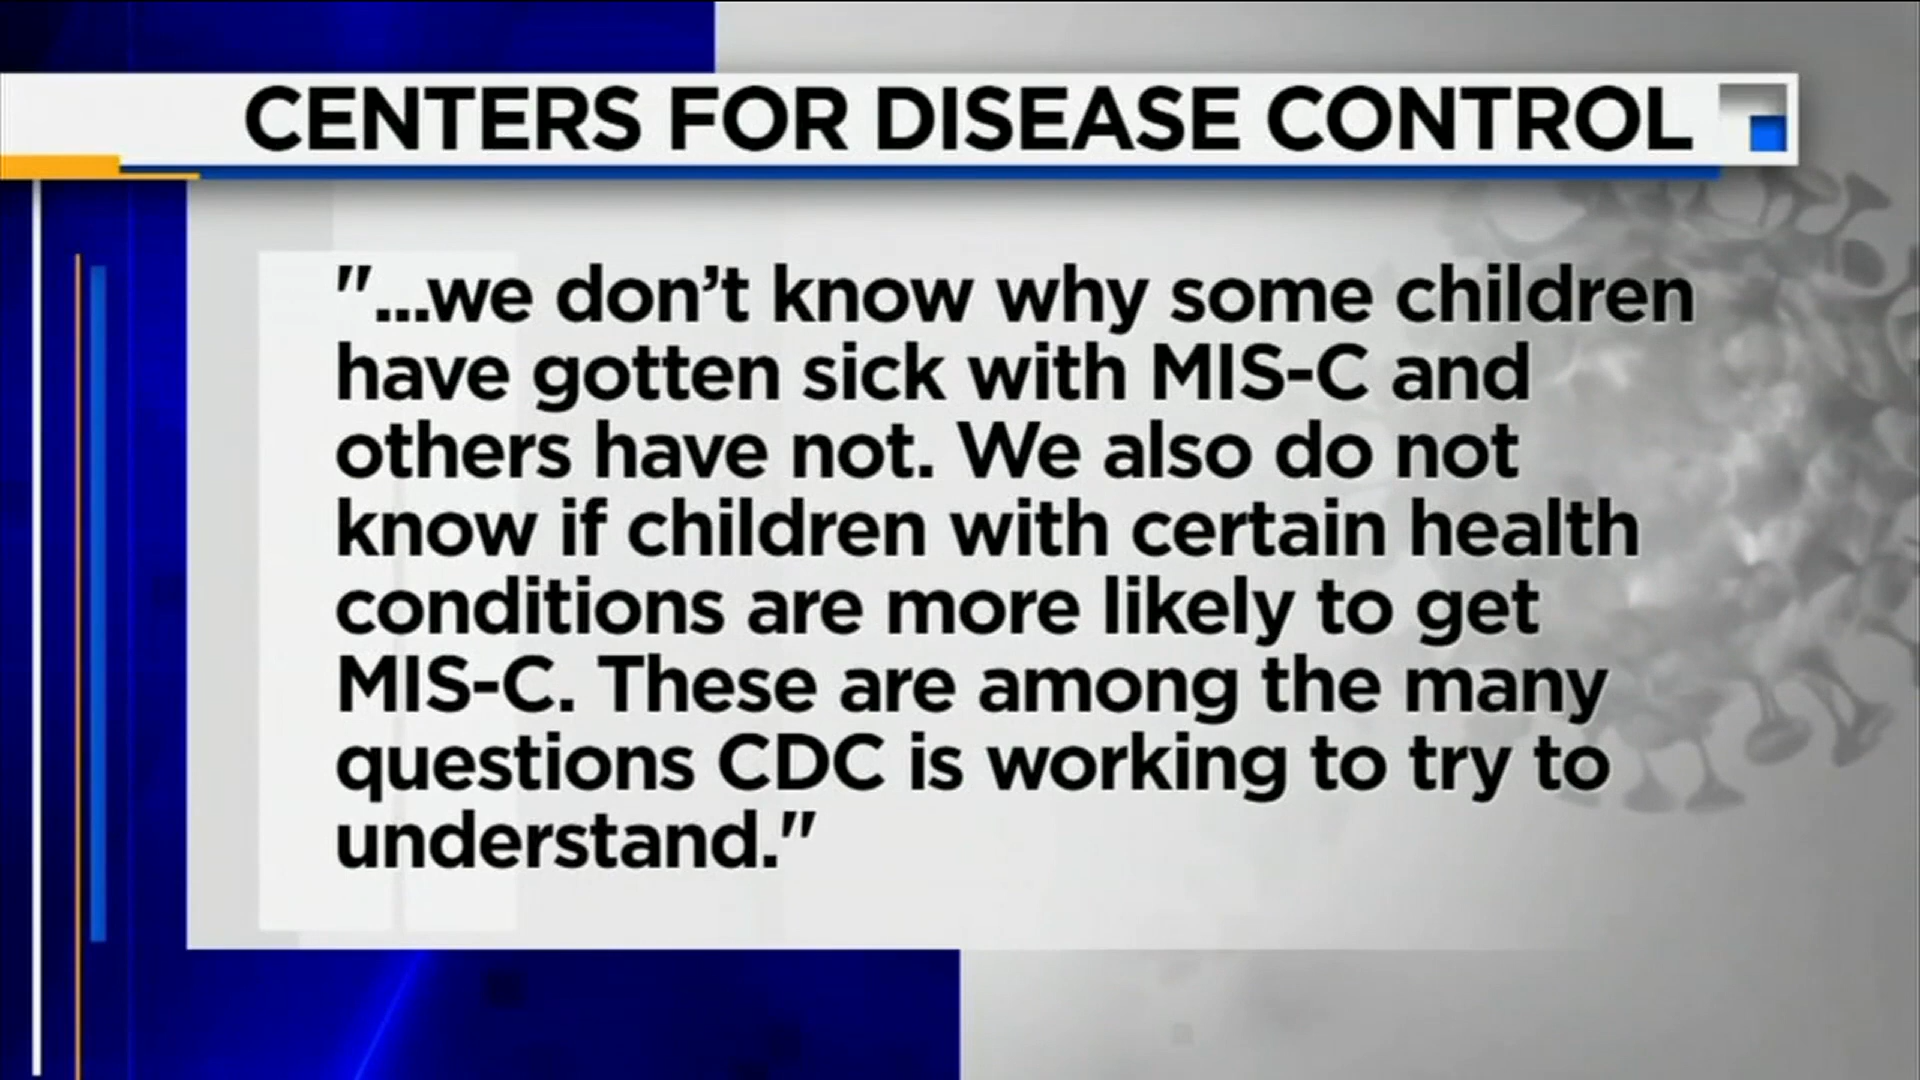 CENTERS FOR DISEASE CONTROL
"...we don’t know why some children
have gotten sick with MIS-C and
others have not. We also do not
know if children with certain health
conditions are more likely to get
MIS-C. These are among the many
questions CDC is working to try to
understand."